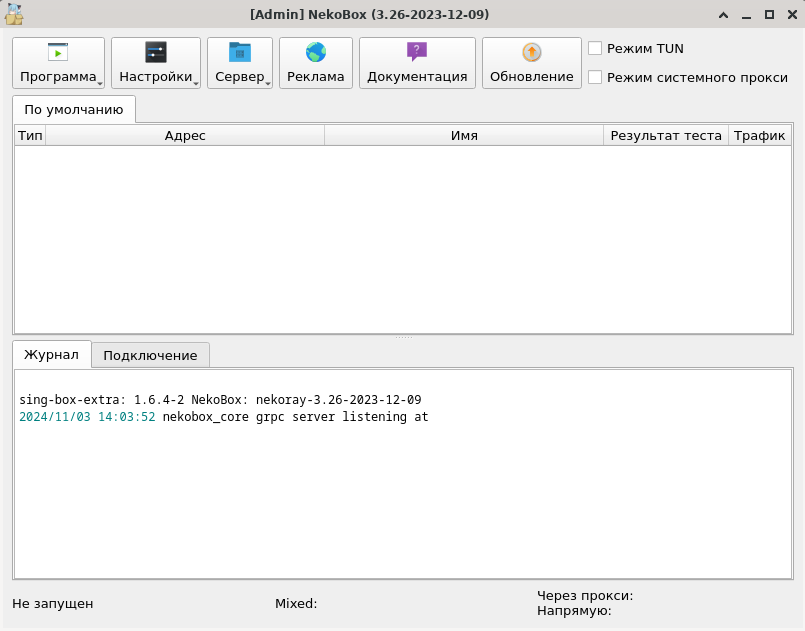 [Admin] NekoBox (3.26-2023-12-09)
Программа Настройки Сервер Реклама Документация Обновление
Режим TUN
Режим системного прокси
По умолчанию
Тип Адрес Имя Результат теста Трафик
Журнал Подключение
sing-box-extra: 1.6.4-2 NekoBox: nekoray-3.26-2023-12-09
2024/11/03 14:03:52 nekobox_core grpc server listening at
Не запущен Mixed: Через прокси:
Напрямую: